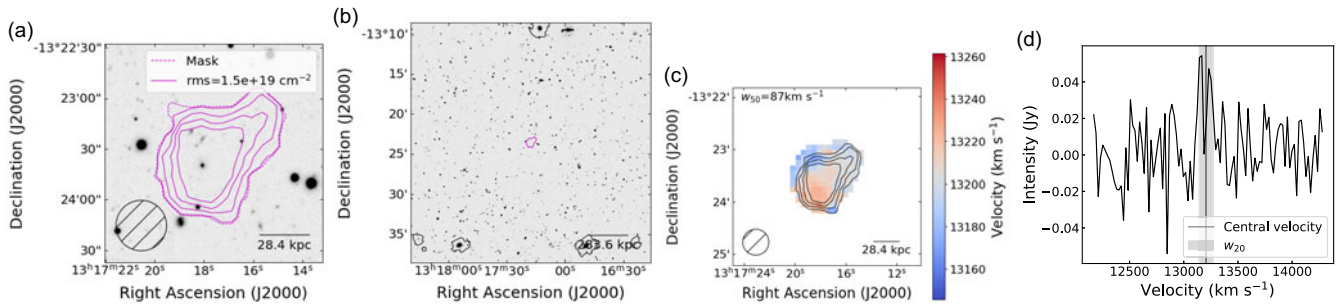 (a)
-13°22'30"
23'00"
30"
24'00"
30"
Declination (J2000)
Mask
rms=1.5e+19 cm⁻²
28.4 kpc
13ʰ17ᵐ22ˢ
20ˢ
18ˢ
16ˢ
14ˢ
Right Ascension (J2000)
(b)
-13°10'
15'
20'
25'
30'
35'
Declination (J2000)
283.6 kpc
13ʰ18ᵐ00ˢ
17ᵐ30ˢ
00ˢ
16ᵐ30ˢ
Right Ascension (J2000)
(c)
w₅₀=87km s⁻¹
-13°22'
23'
24'
25'
Declination (J2000)
28.4 kpc
13ʰ17ᵐ24ˢ
20ˢ
16ˢ
12ˢ
Right Ascension (J2000)
13260
13240
13220
13200
13180
13160
Velocity (km s⁻¹)
(d)
0.04
0.02
0.00
−0.02
−0.04
Intensity (Jy)
Central velocity
w₂₀
12500
13000
13500
14000
Velocity (km s⁻¹)